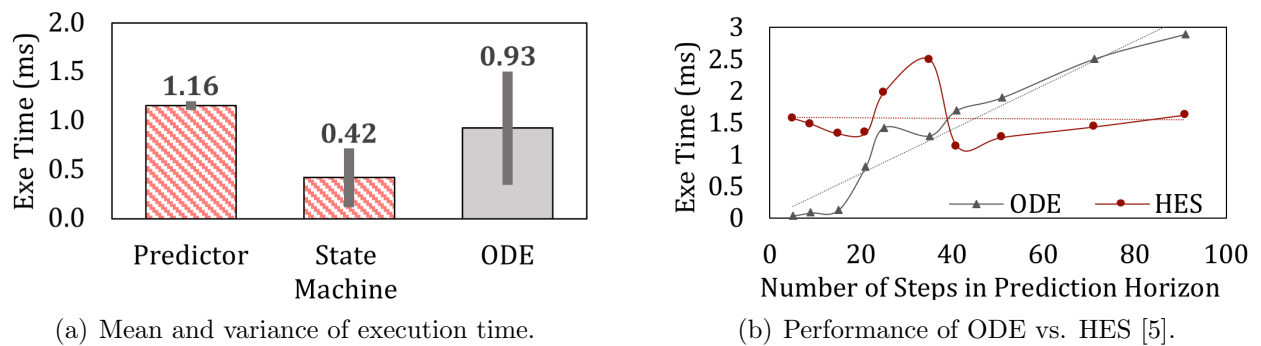 Exe Time (ms)
2.0
1.5
1.0
0.5
0.0
1.16
0.42
0.93
Predictor
State
Machine
ODE
(a) Mean and variance of execution time.
Exe Time (ms)
3
2.5
2
1.5
1
0.5
0
ODE
HES
0 20 40 60 80 100
Number of Steps in Prediction Horizon
(b) Performance of ODE vs. HES [5].